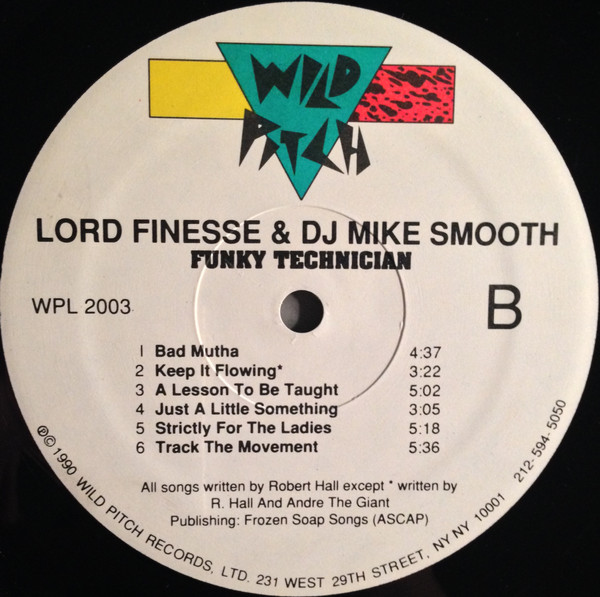 WILD
PITCH
LORD FINESSE & DJ MIKE SMOOTH
FUNKY TECHNICIAN
WPL 2003
B
1 Bad Mutha 4:37
2 Keep It Flowing* 3:22
3 A Lesson To Be Taught 5:02
4 Just A Little Something 3:05
5 Strictly For The Ladies 5:18
6 Track The Movement 5:36
All songs written by Robert Hall except * written by
R. Hall And Andre The Giant
Publishing: Frozen Soap Songs (ASCAP)
℗© 1990 WILD PITCH RECORDS, LTD. 231 WEST 29TH STREET, NY NY 10001 212-594-5050